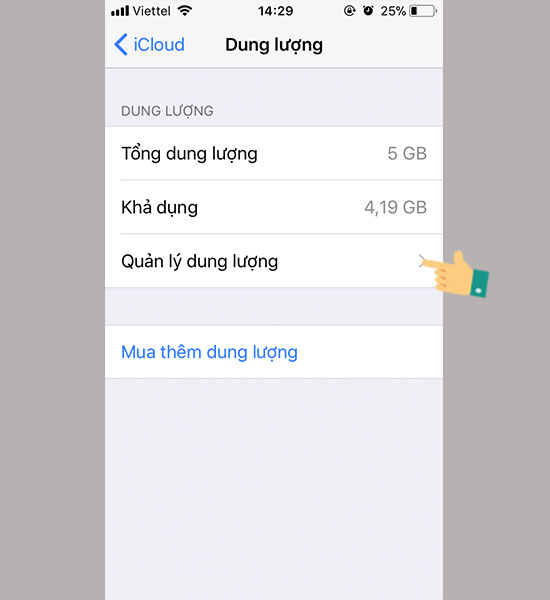 Viettel 14:29 25%
iCloud Dung lượng
DUNG LƯỢNG
Tổng dung lượng 5 GB
Khả dụng 4,19 GB
Quản lý dung lượng
Mua thêm dung lượng